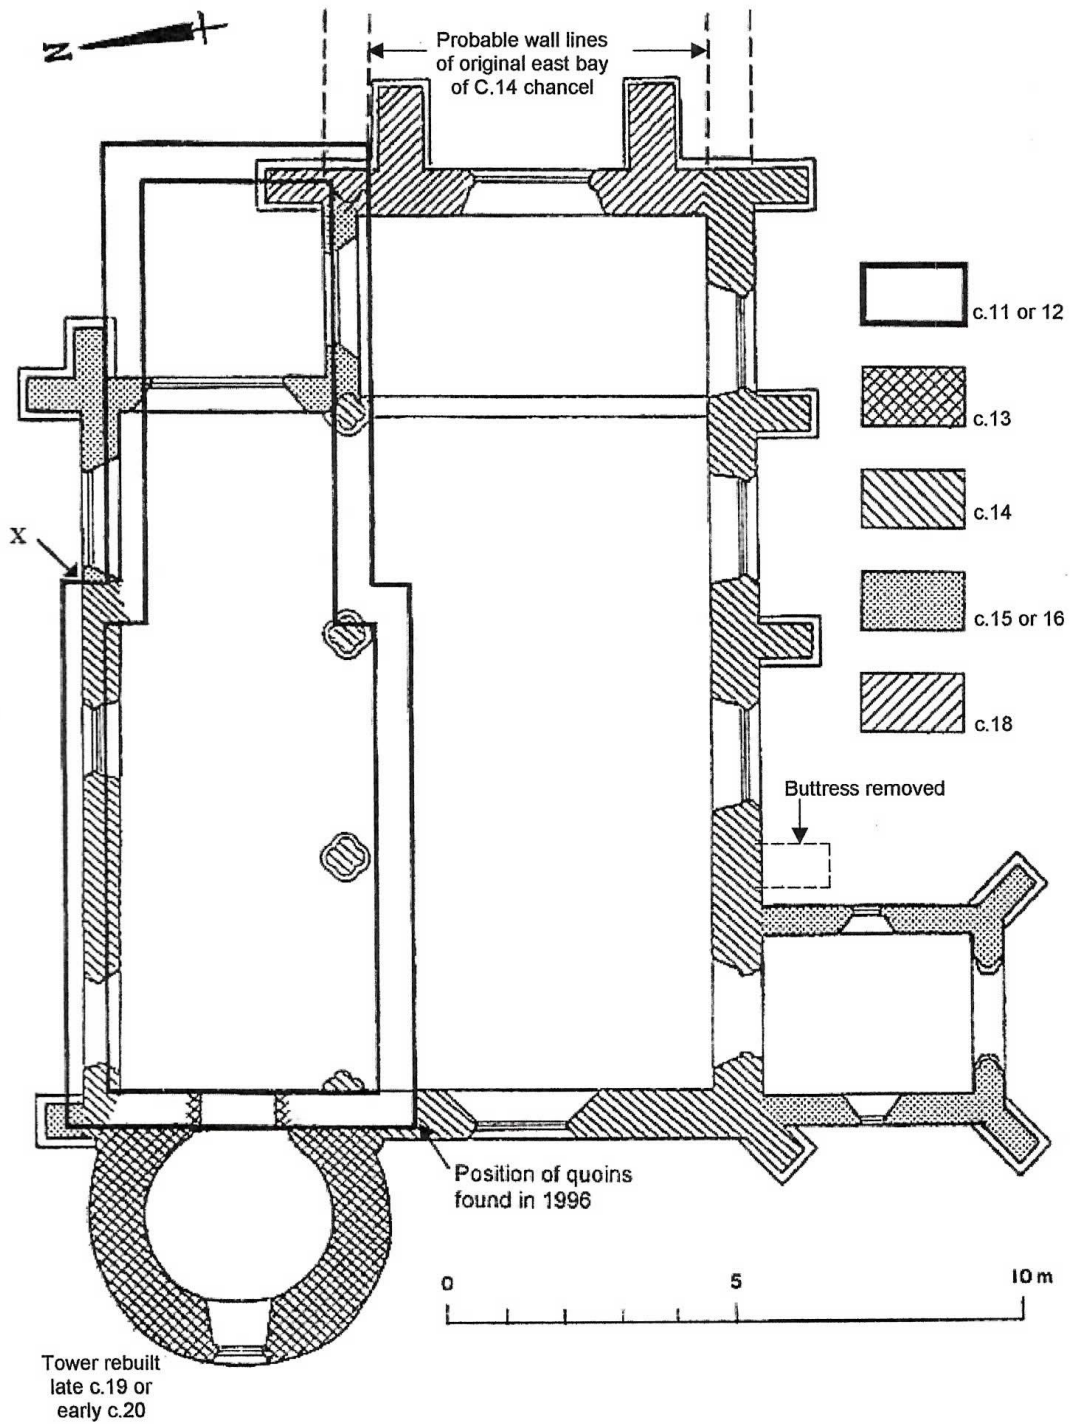 N
Probable wall lines
of original east bay
of C.14 chancel
c.11 or 12
c.13
c.14
c.15 or 16
c.18
X
Buttress removed
Position of quoins
found in 1996
0 5 10 m
Tower rebuilt
late c.19 or
early c.20